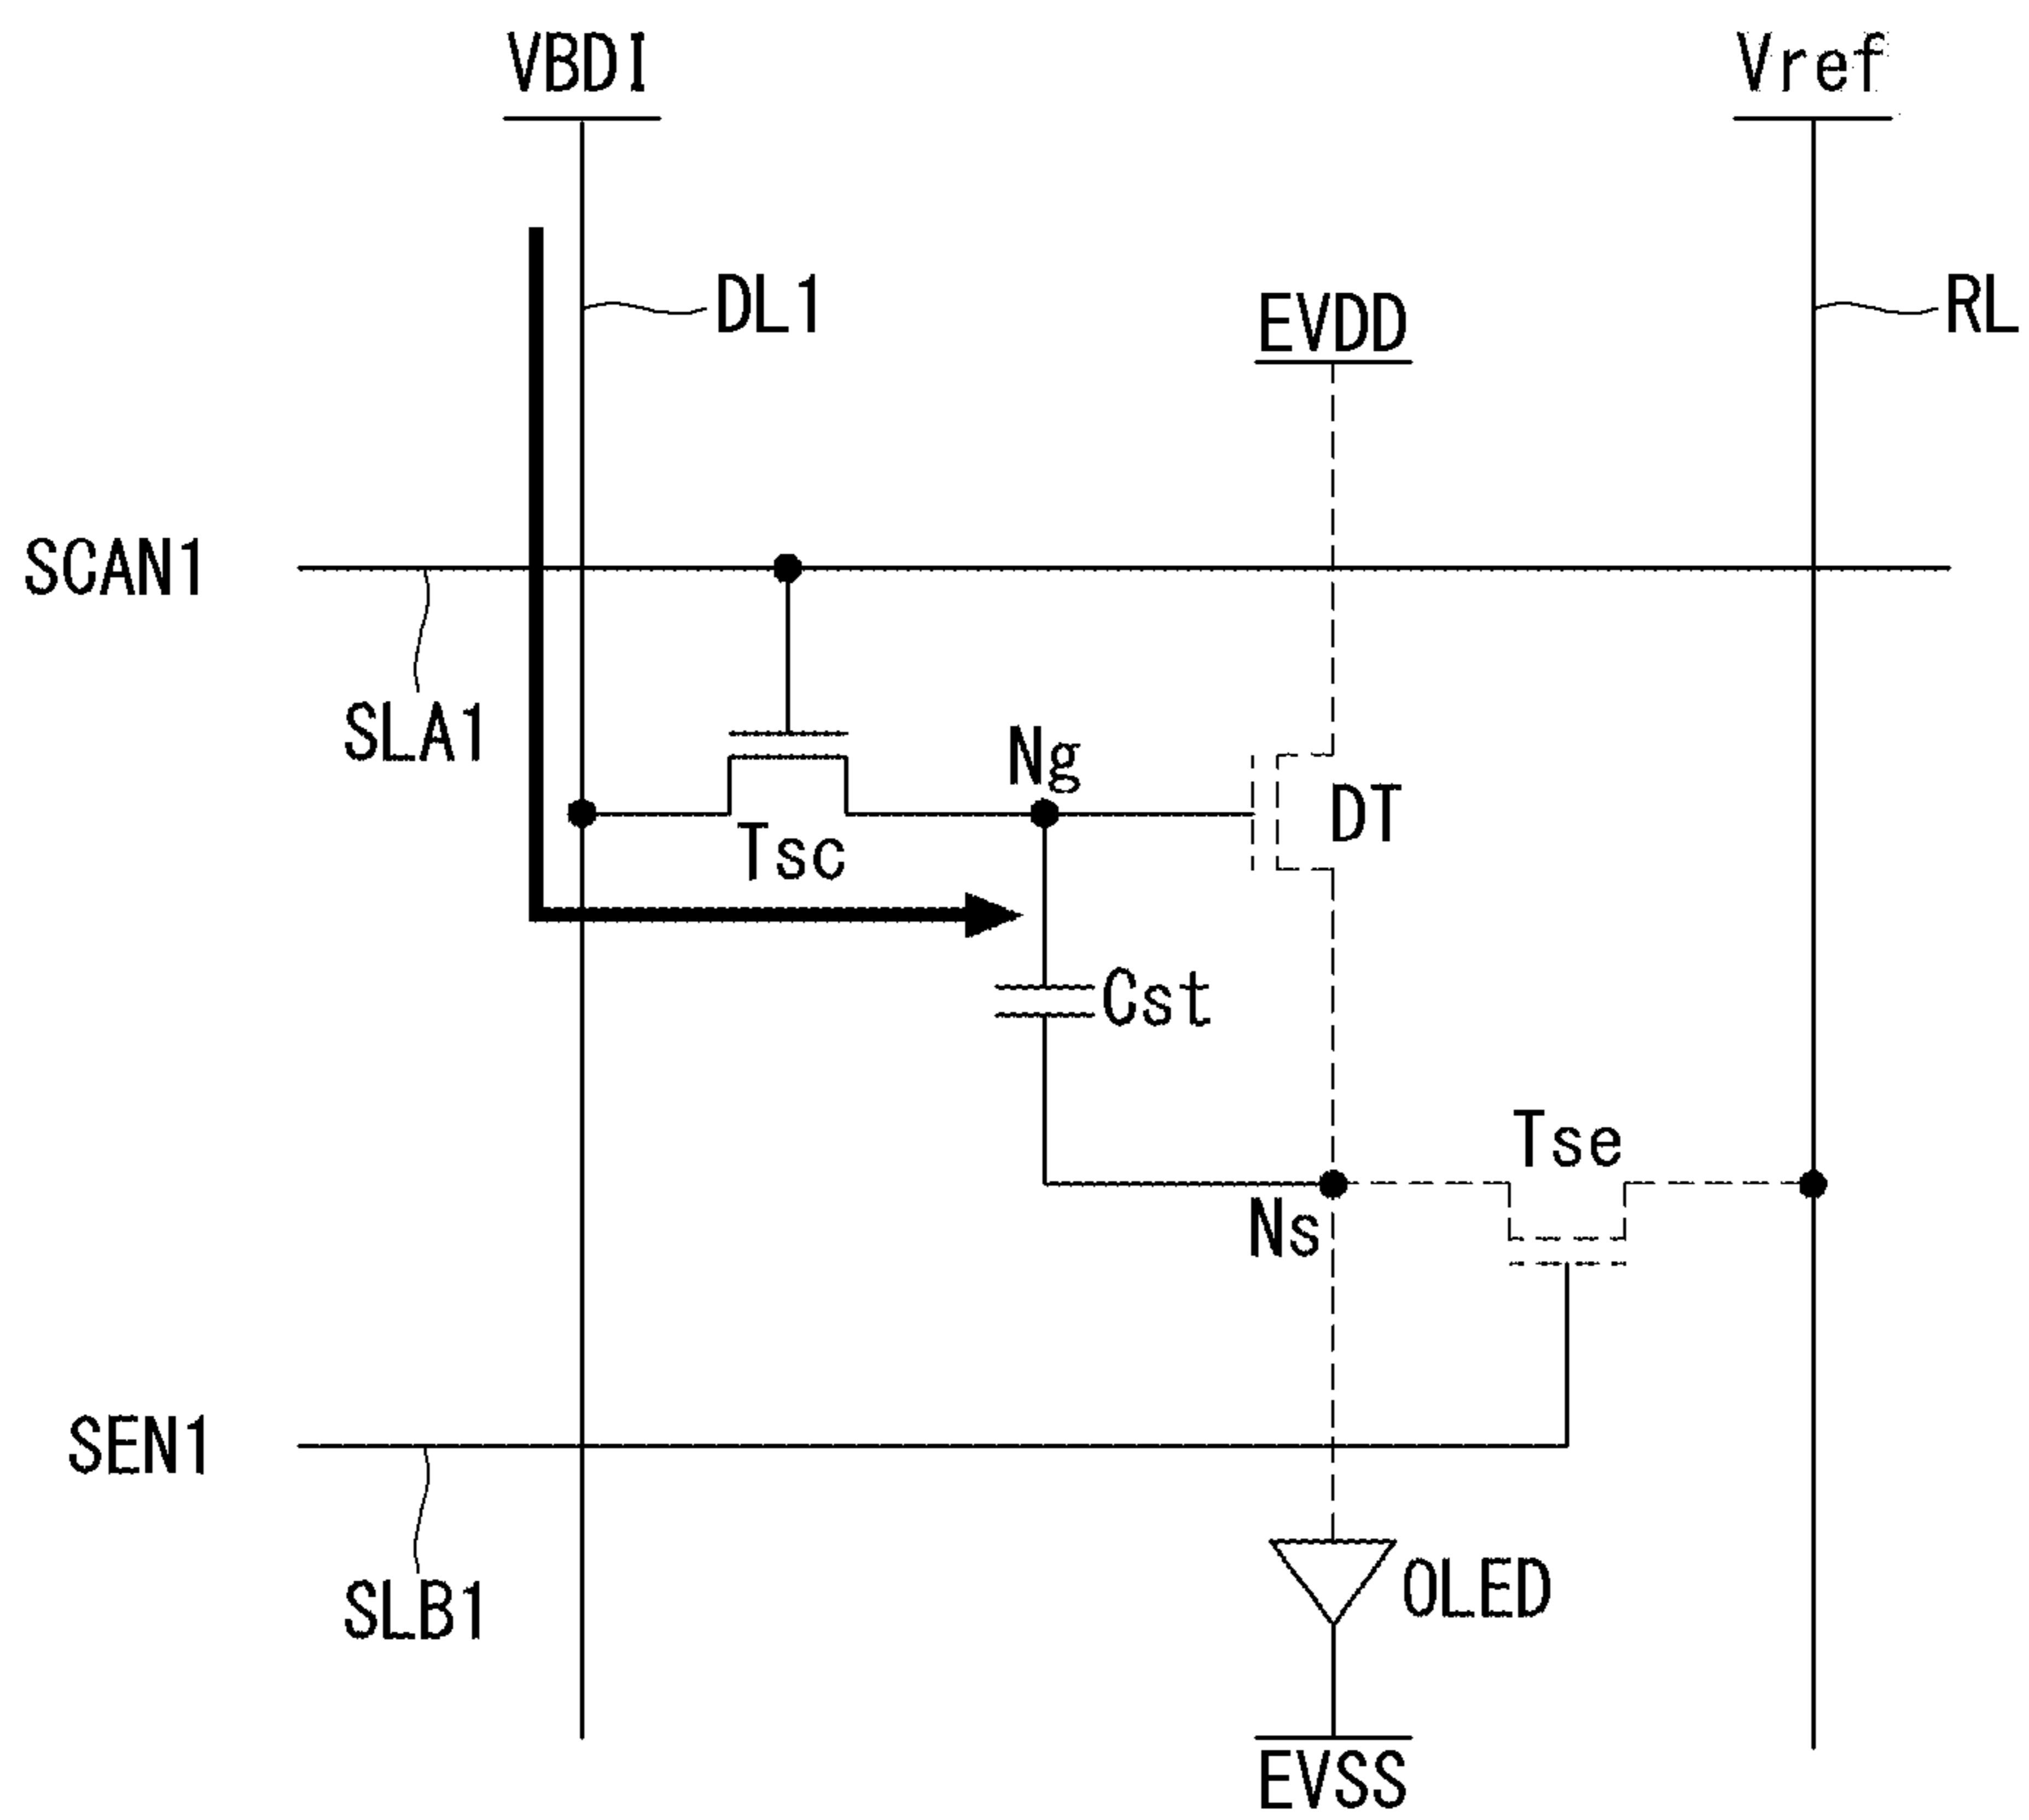 VBDI
Vref
DL1
EVDD
RL
SCAN1
SLA1
Ng
DT
Tsc
Cst
Tse
Ns
SEN1
OLED
SLB1
EVSS